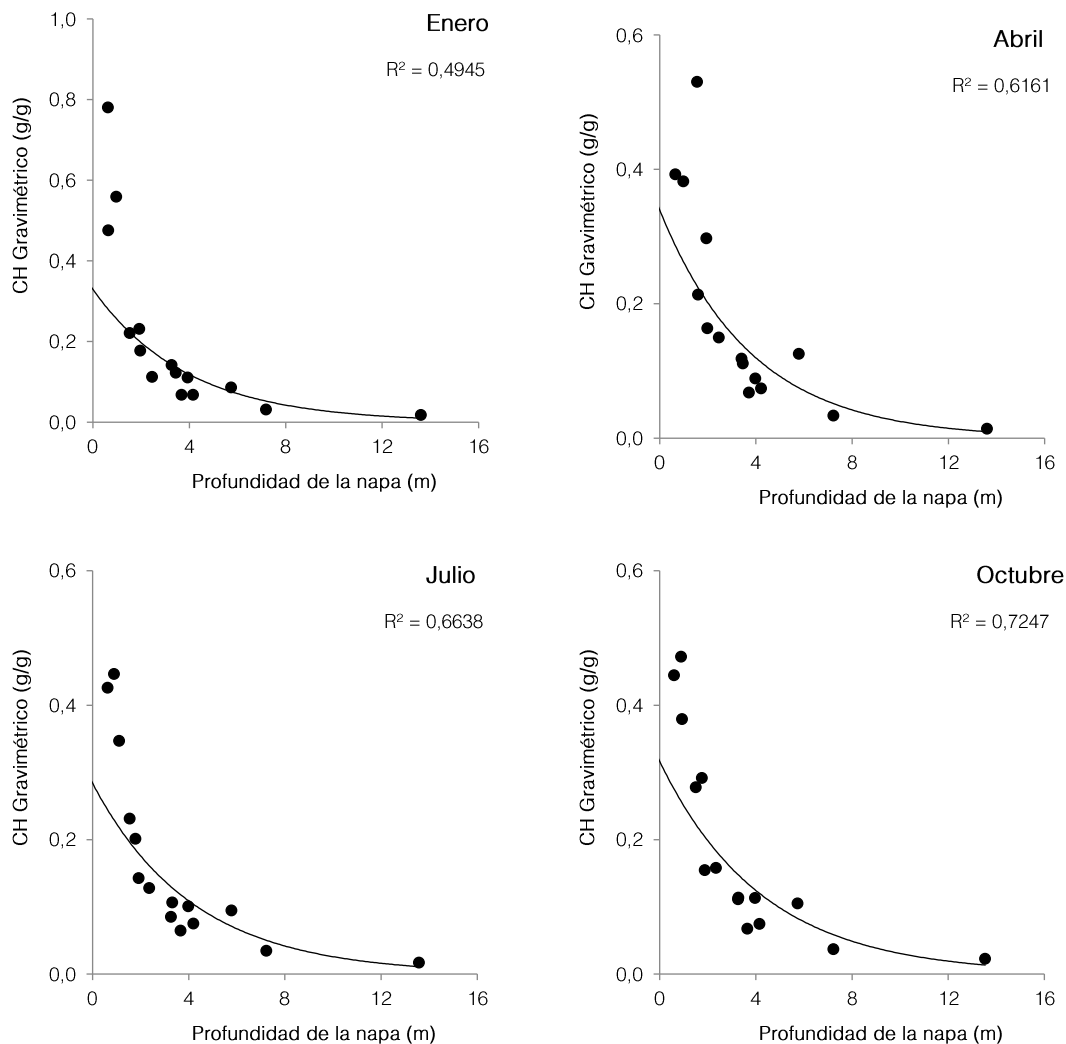 Enero
R² = 0,4945
CH Gravimétrico (g/g)
1,0
0,8
0,6
0,4
0,2
0,0
0 4 8 12 16
Profundidad de la napa (m)
Abril
R² = 0,6161
CH Gravimétrico (g/g)
0,6
0,4
0,2
0,0
0 4 8 12 16
Profundidad de la napa (m)
Julio
R² = 0,6638
CH Gravimétrico (g/g)
0,6
0,4
0,2
0,0
0 4 8 12 16
Profundidad de la napa (m)
Octubre
R² = 0,7247
CH Gravimétrico (g/g)
0,6
0,4
0,2
0,0
0 4 8 12 16
Profundidad de la napa (m)